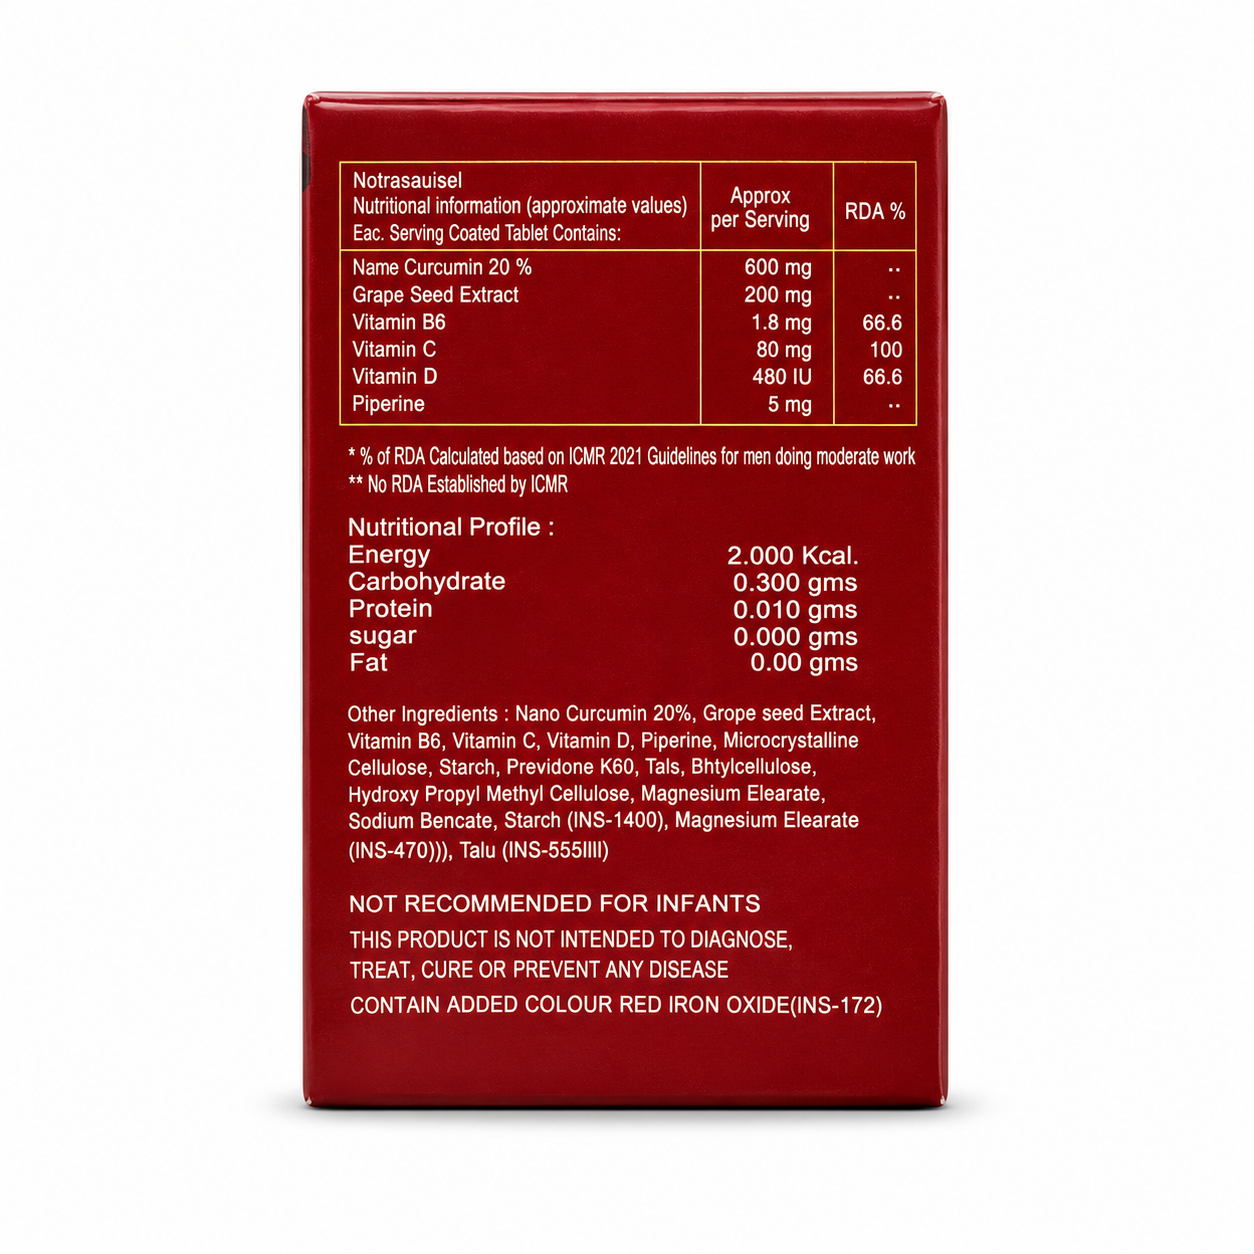 Notrasauisel
Nutritional information (approximate values)
Eac. Serving Coated Tablet Contains:
Approx
per Serving
RDA %
Name Curcumin 20 % 600 mg ··
Grape Seed Extract 200 mg ··
Vitamin B6 1.8 mg 66.6
Vitamin C 80 mg 100
Vitamin D 480 IU 66.6
Piperine 5 mg ··
* % of RDA Calculated based on ICMR 2021 Guidelines for men doing moderate work
** No RDA Established by ICMR
Nutritional Profile :
Energy 2.000 Kcal.
Carbohydrate 0.300 gms
Protein 0.010 gms
sugar 0.000 gms
Fat 0.00 gms
Other Ingredients : Nano Curcumin 20%, Grope seed Extract,
Vitamin B6, Vitamin C, Vitamin D, Piperine, Microcrystalline
Cellulose, Starch, Previdone K60, Tals, Bhtylcellulose,
Hydroxy Propyl Methyl Cellulose, Magnesium Elearate,
Sodium Bencate, Starch (INS-1400), Magnesium Elearate
(INS-470))), Talu (INS-555IIII)
NOT RECOMMENDED FOR INFANTS
THIS PRODUCT IS NOT INTENDED TO DIAGNOSE,
TREAT, CURE OR PREVENT ANY DISEASE
CONTAIN ADDED COLOUR RED IRON OXIDE(INS-172)